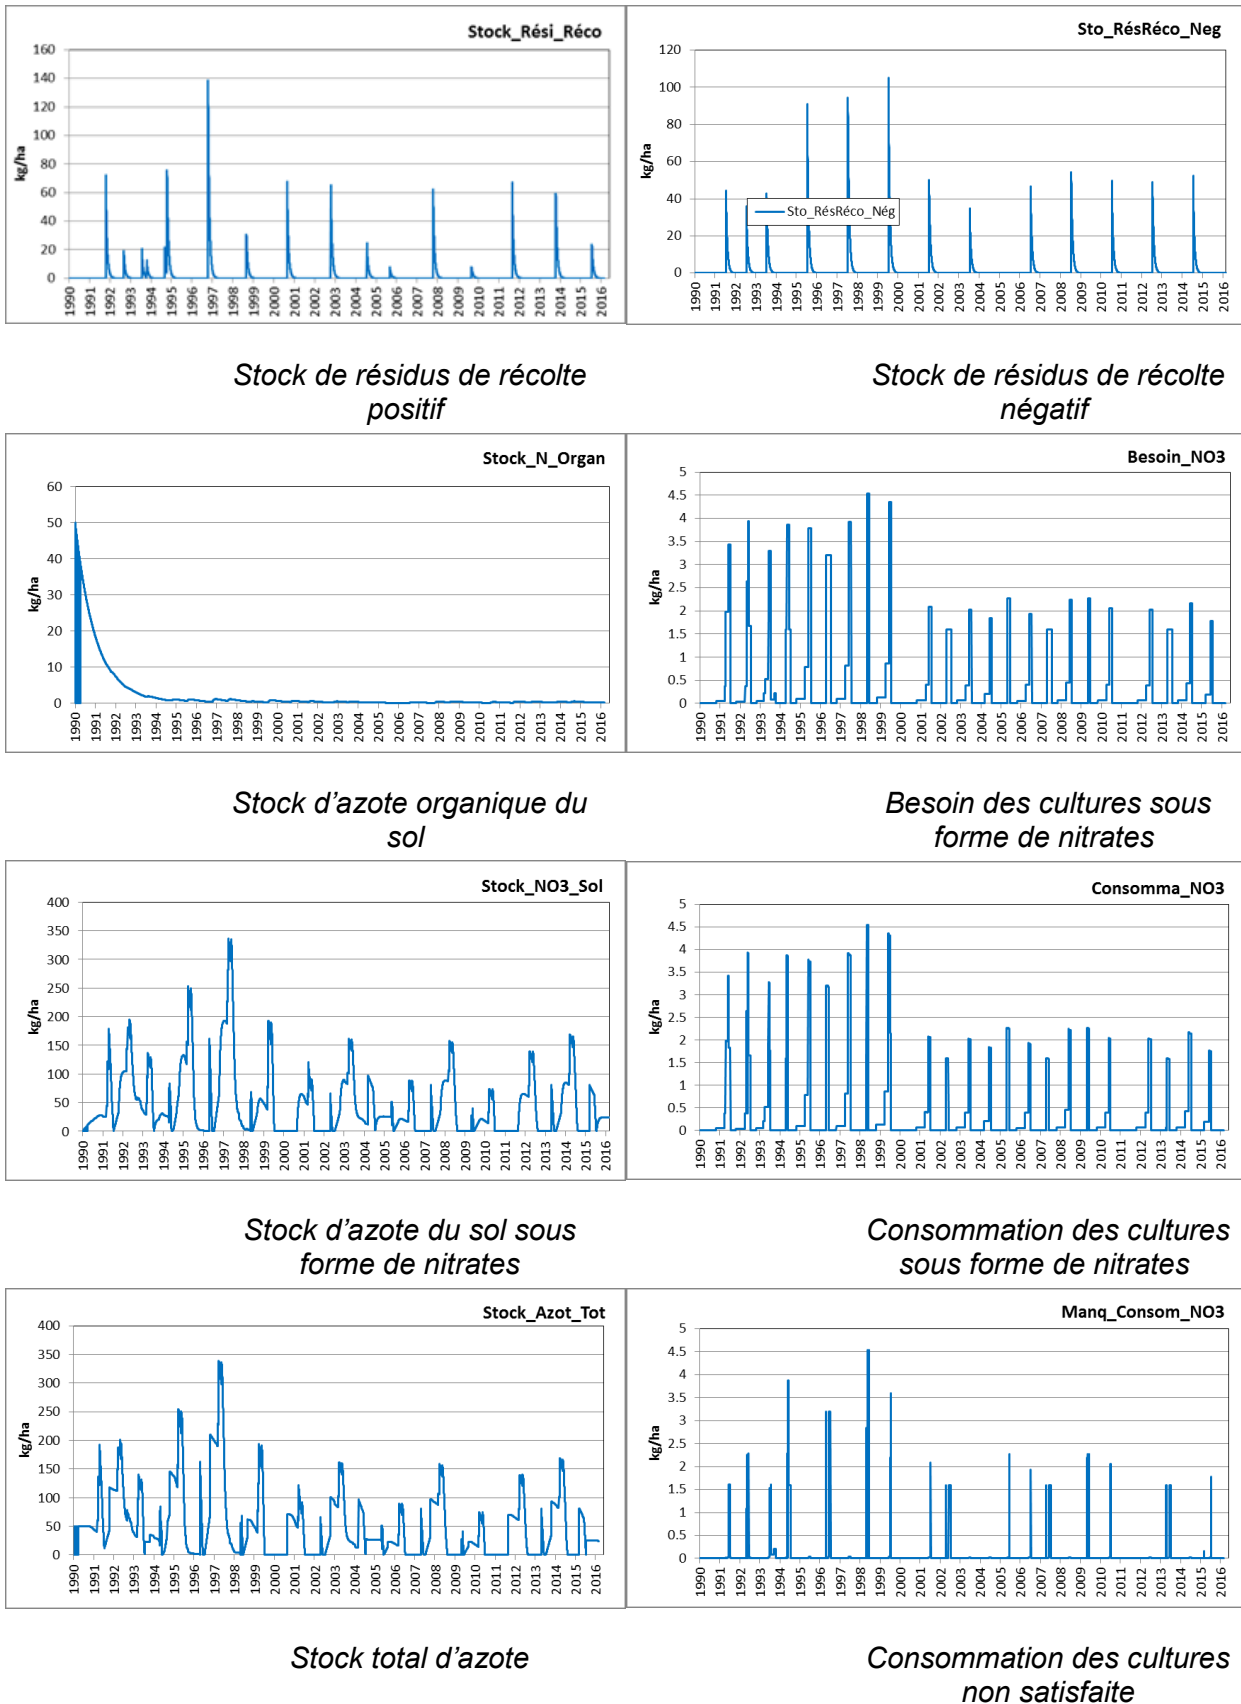 Stock_Rési_Réco
160
140
120
100
80
60
40
20
0
kg/ha
1990 1991 1992 1993 1994 1995 1996 1997 1998 1999 2000 2001 2002 2003 2004 2005 2006 2007 2008 2009 2010 2011 2012 2013 2014 2015 2016
Sto_RésRéco_Neg
120
100
80
60
40
20
0
kg/ha
Sto_RésRéco_Nég
1990 1991 1992 1993 1994 1995 1996 1997 1998 1999 2000 2001 2002 2003 2004 2005 2006 2007 2008 2009 2010 2011 2012 2013 2014 2015 2016
Stock de résidus de récolte
positif
Stock de résidus de récolte
négatif
Stock_N_Organ
60
50
40
30
20
10
0
kg/ha
1990 1991 1992 1993 1994 1995 1996 1997 1998 1999 2000 2001 2002 2003 2004 2005 2006 2007 2008 2009 2010 2011 2012 2013 2014 2015 2016
Besoin_NO3
5
4.5
4
3.5
3
2.5
2
1.5
1
0.5
0
kg/ha
1990 1991 1992 1993 1994 1995 1996 1997 1998 1999 2000 2001 2002 2003 2004 2005 2006 2007 2008 2009 2010 2011 2012 2013 2014 2015 2016
Stock d’azote organique du
sol
Besoin des cultures sous
forme de nitrates
Stock_NO3_Sol
400
350
300
250
200
150
100
50
0
kg/ha
1990 1991 1992 1993 1994 1995 1996 1997 1998 1999 2000 2001 2002 2003 2004 2005 2006 2007 2008 2009 2010 2011 2012 2013 2014 2015 2016
Consomma_NO3
5
4.5
4
3.5
3
2.5
2
1.5
1
0.5
0
kg/ha
1990 1991 1992 1993 1994 1995 1996 1997 1998 1999 2000 2001 2002 2003 2004 2005 2006 2007 2008 2009 2010 2011 2012 2013 2014 2015 2016
Stock d’azote du sol sous
forme de nitrates
Consommation des cultures
sous forme de nitrates
Stock_Azot_Tot
400
350
300
250
200
150
100
50
0
kg/ha
1990 1991 1992 1993 1994 1995 1996 1997 1998 1999 2000 2001 2002 2003 2004 2005 2006 2007 2008 2009 2010 2011 2012 2013 2014 2015 2016
Manq_Consom_NO3
5
4.5
4
3.5
3
2.5
2
1.5
1
0.5
0
kg/ha
1990 1991 1992 1993 1994 1995 1996 1997 1998 1999 2000 2001 2002 2003 2004 2005 2006 2007 2008 2009 2010 2011 2012 2013 2014 2015 2016
Stock total d’azote
Consommation des cultures
non satisfaite